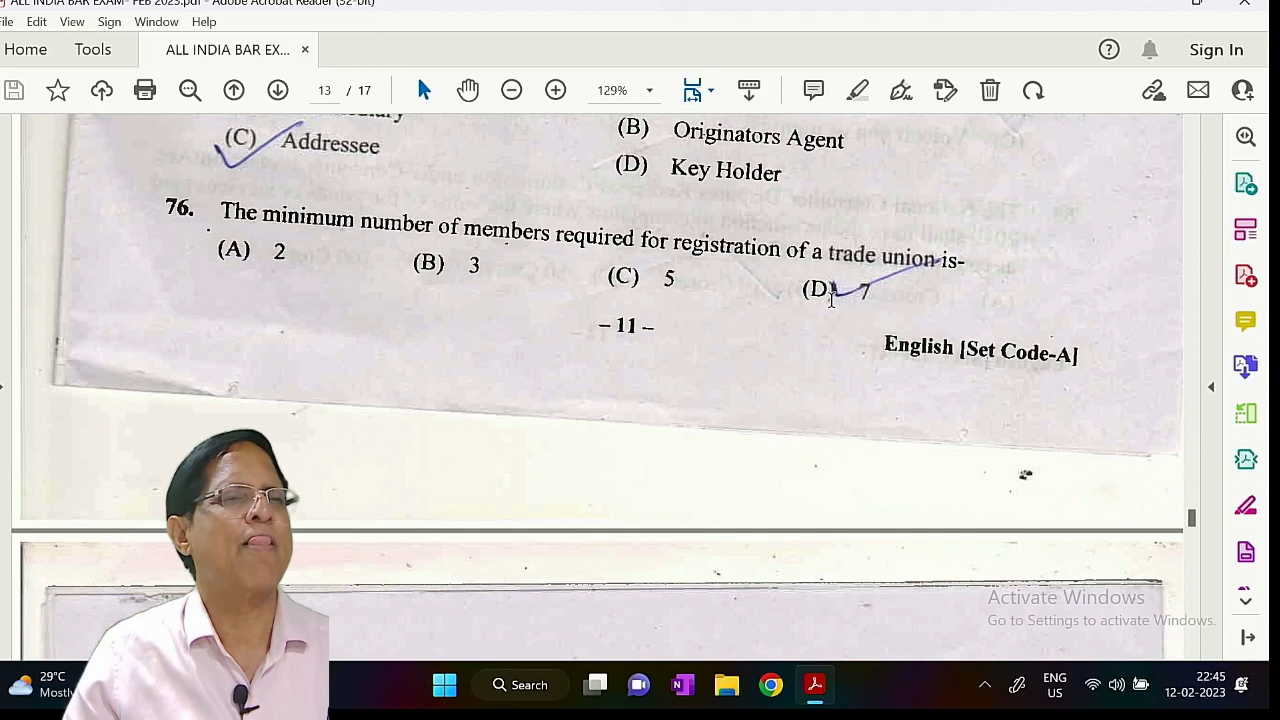 ALL INDIA BAR EXAM- FEB 2023.pdf - Adobe Acrobat Reader (32-bit)
File Edit View Sign Window Help
Home Tools ALL INDIA BAR EX... × Sign In
13 / 17 129%
(B) Originators Agent
(C) Addressee
(D) Key Holder
76. The minimum number of members required for registration of a trade union is-
(A) 2 (B) 3 (C) 5 (D) 7
– 11 –
English [Set Code-A]
Activate Windows
Go to Settings to activate Windows.
29°C
Mostly
Search
ENG
US
22:45
12-02-2023